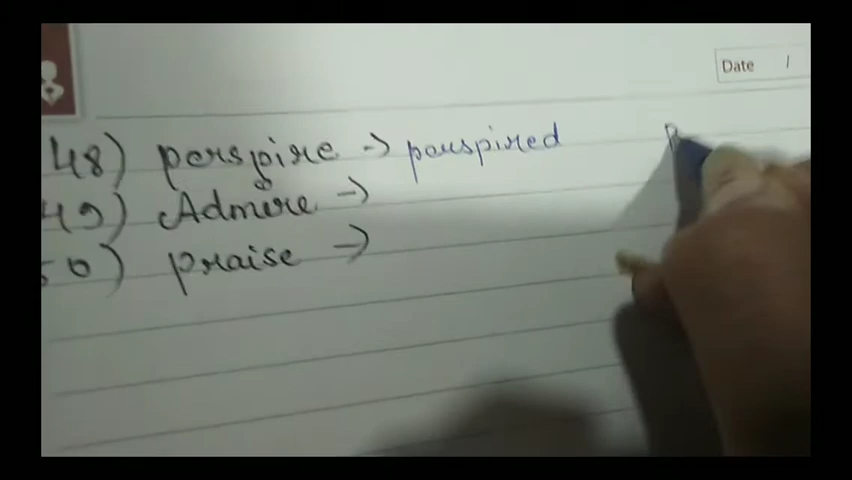 Date /
48) perspire → perspired P
49) Admire →
50) praise →